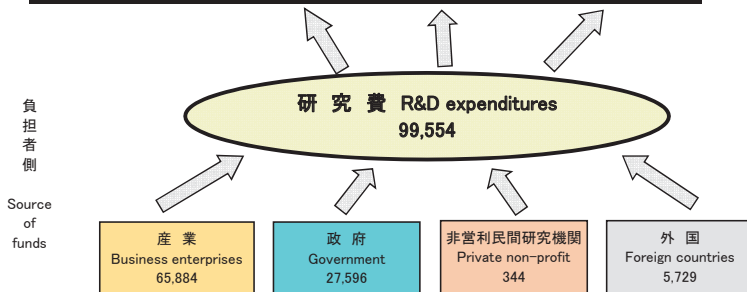 研 究 費 R&D expenditures
99,554
負担者側
Source
of
funds
産 業
Business enterprises
65,884
政 府
Government
27,596
非営利民間研究機関
Private non-profit
344
外 国
Foreign countries
5,729